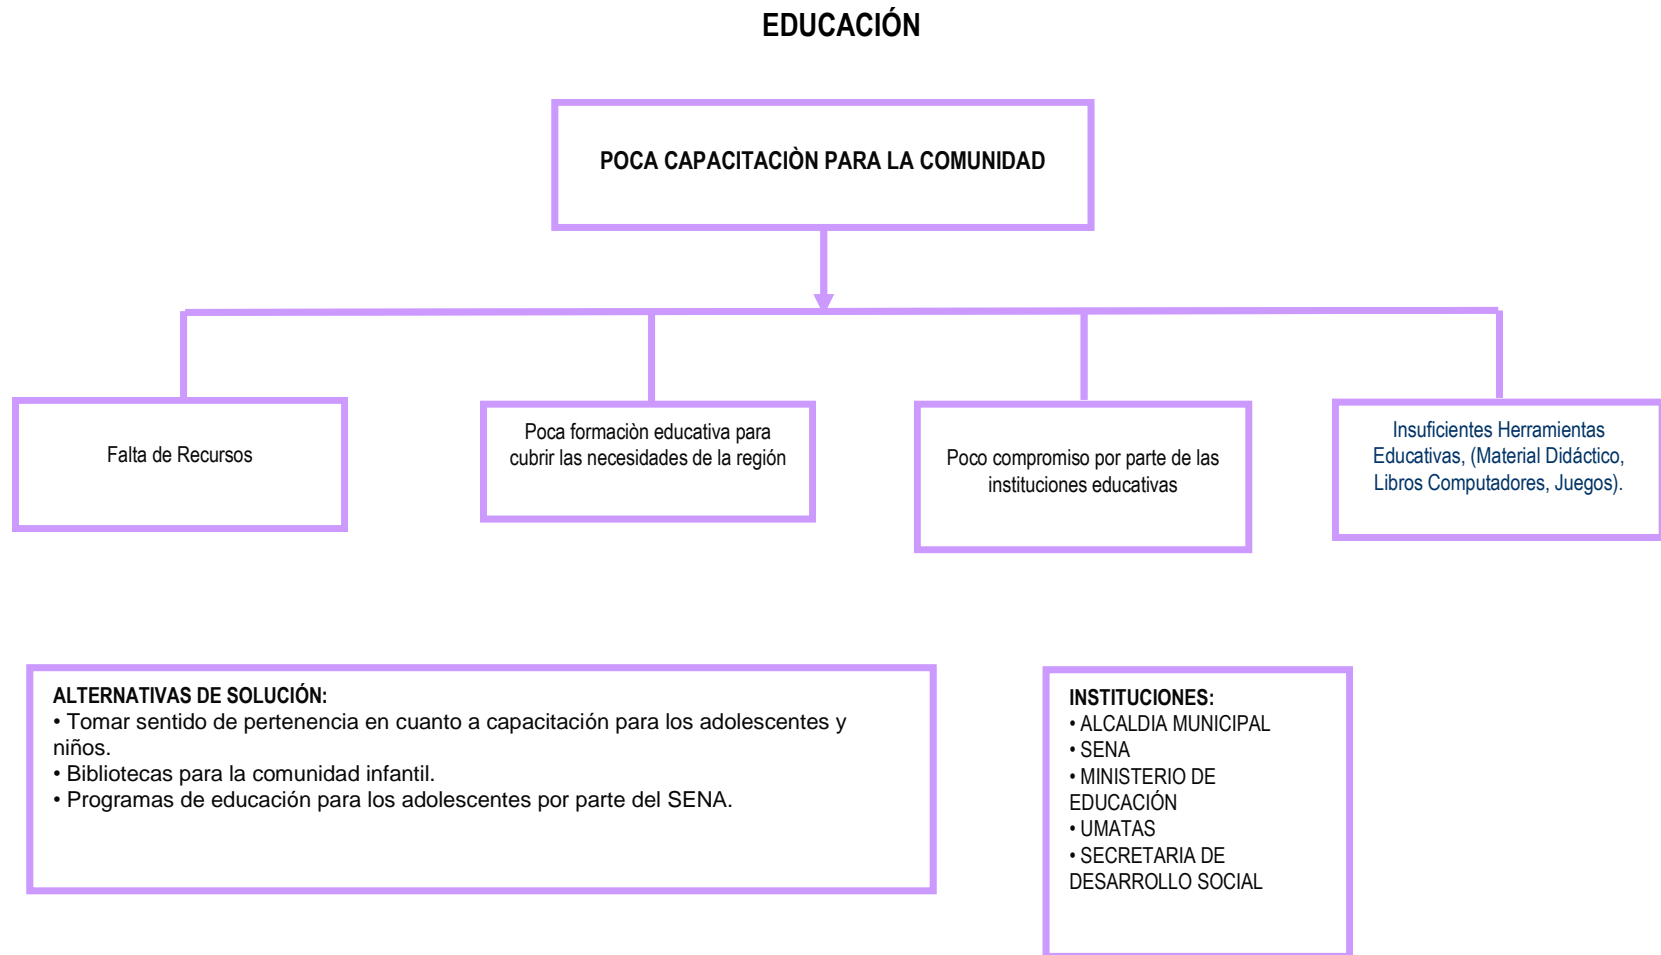 EDUCACIÓN
POCA CAPACITACIÒN PARA LA COMUNIDAD
Falta de Recursos
Poca formaciòn educativa para
cubrir las necesidades de la región
Poco compromiso por parte de las
instituciones educativas
Insuficientes Herramientas
Educativas, (Material Didáctico,
Libros Computadores, Juegos).
ALTERNATIVAS DE SOLUCIÓN:
• Tomar sentido de pertenencia en cuanto a capacitación para los adolescentes y
niños.
• Bibliotecas para la comunidad infantil.
• Programas de educación para los adolescentes por parte del SENA.
INSTITUCIONES:
• ALCALDIA MUNICIPAL
• SENA
• MINISTERIO DE
EDUCACIÓN
• UMATAS
• SECRETARIA DE
DESARROLLO SOCIAL